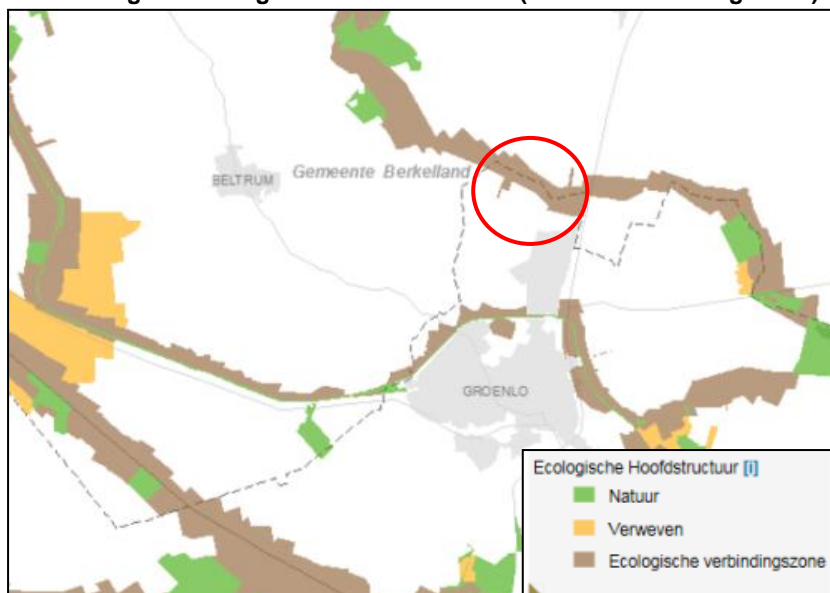 BELTRUM
Gemeente Berkelland
GROENLO
Ecologische Hoofdstructuur [i]
Natuur
Verweven
Ecologische verbindingszone